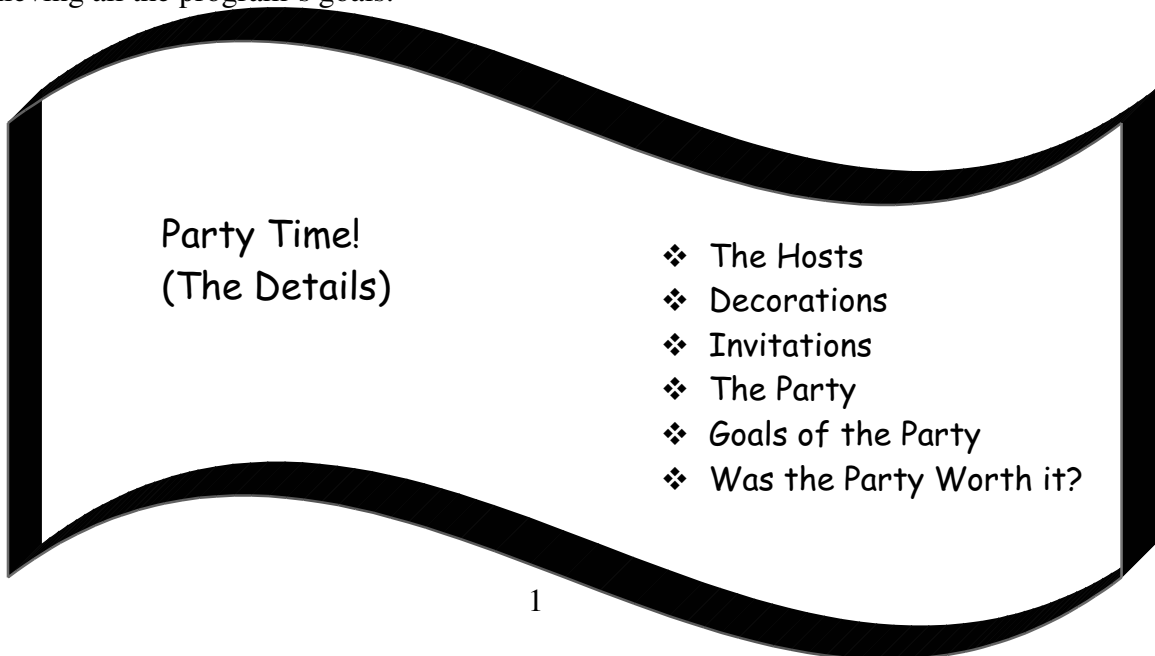 all the program's goals.
Party Time!
(The Details)
❖ The Hosts
❖ Decorations
❖ Invitations
❖ The Party
❖ Goals of the Party
❖ Was the Party Worth it?
1